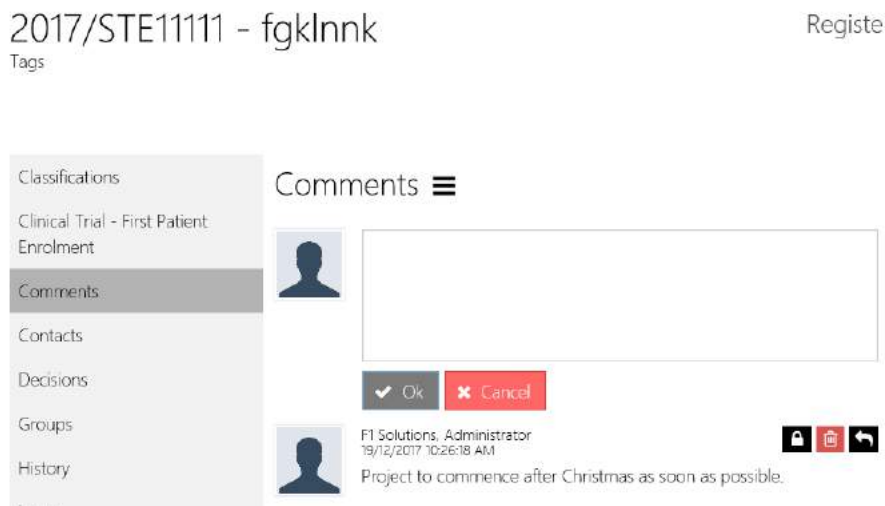 2017/STE11111 - fgklnnk
Registe
Tags
Classifications
Clinical Trial - First Patient
Enrolment
Comments
Contacts
Decisions
Groups
History
Comments
Ok
Cancel
F1 Solutions, Administrator
19/12/2017 10:26:18 AM
Project to commence after Christmas as soon as possible.